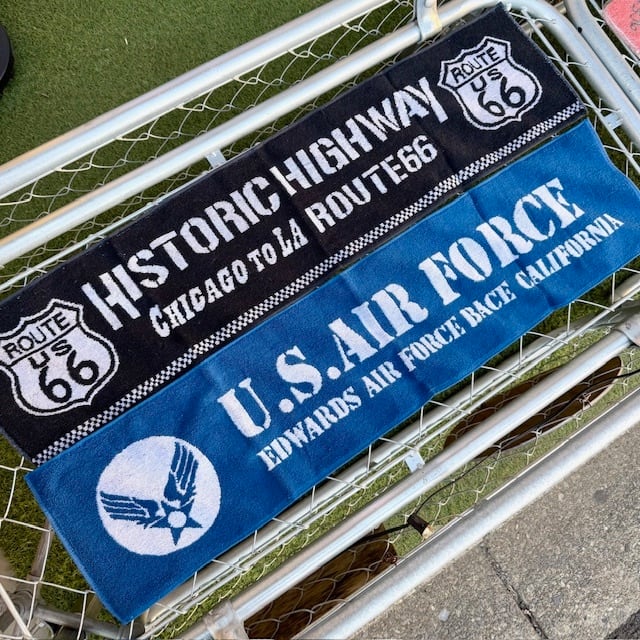 ROUTE
US
66
HISTORIC HIGHWAY
CHICAGO TO LA ROUTE66
ROUTE
US
66
U.S.AIR FORCE
EDWARDS AIR FORCE BACE CALIFORNIA